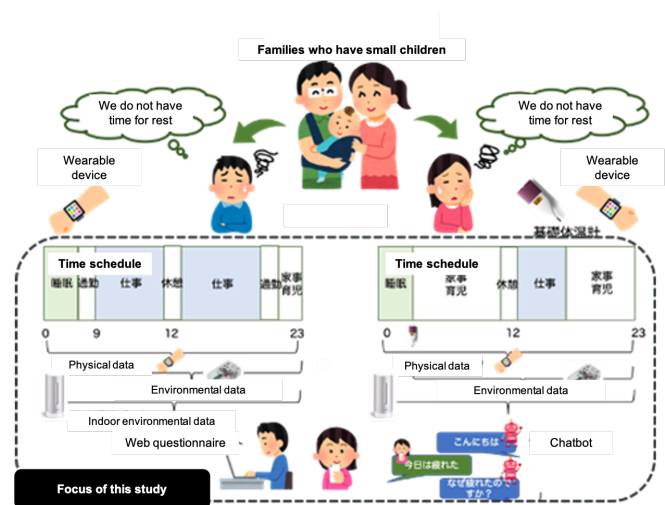 Families who have small children
We do not have
time for rest
We do not have
time for rest
Wearable
device
Wearable
device
基礎体温計
Time schedule
睡眠
通勤
仕事
休憩
仕事
通勤
家事
育児
0
9
12
23
Time schedule
睡眠
家事
育児
休憩
仕事
家事
育児
0
12
23
Physical data
Environmental data
Indoor environmental data
Physical data
Environmental data
Web questionnaire
Chatbot
こんにちは
今日は疲れた
なぜ疲れたので
すか？
Focus of this study